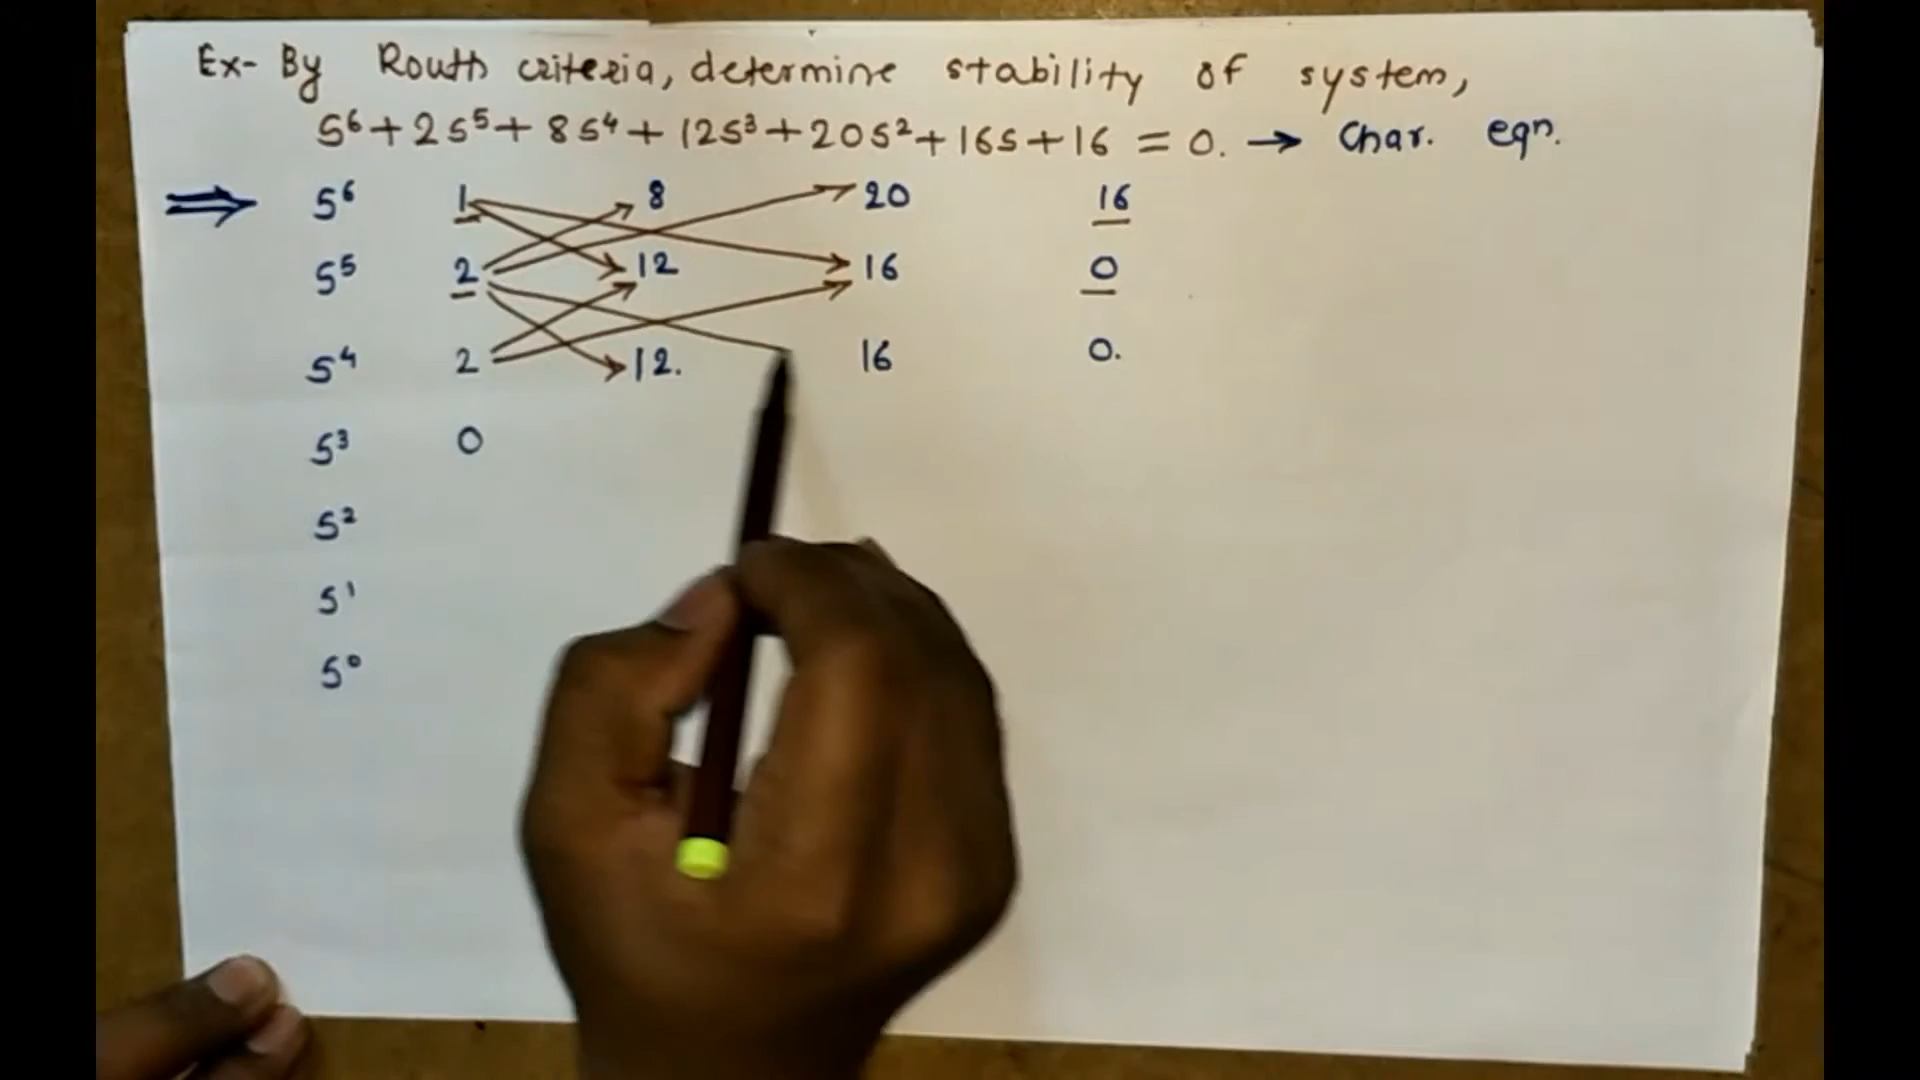 Ex- By Routh criteria, determine stability of system,
S⁶+2S⁵+8S⁴+12S³+20S²+16S+16 = 0. → Char. eqn.
⇒ S⁶ 1 8 20 16
S⁵ 2 12 16 0
S⁴ 2 12. 16 0.
S³ 0
S²
S¹
S⁰